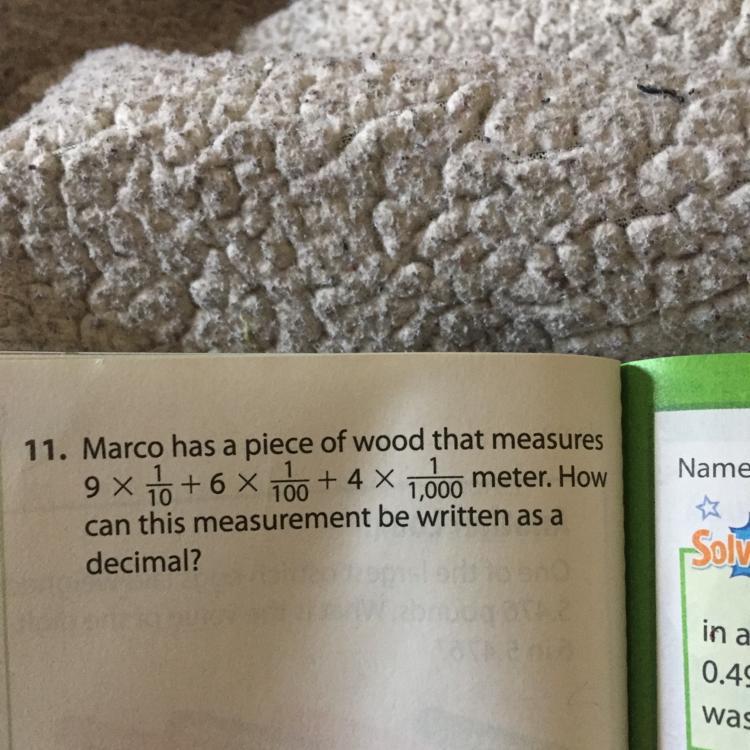 11. Marco has a piece of wood that measures
9 × 1/10 + 6 × 1/100 + 4 × 1/1,000 meter. How
can this measurement be written as a
decimal?
Name
Solv
in a
0.49
was